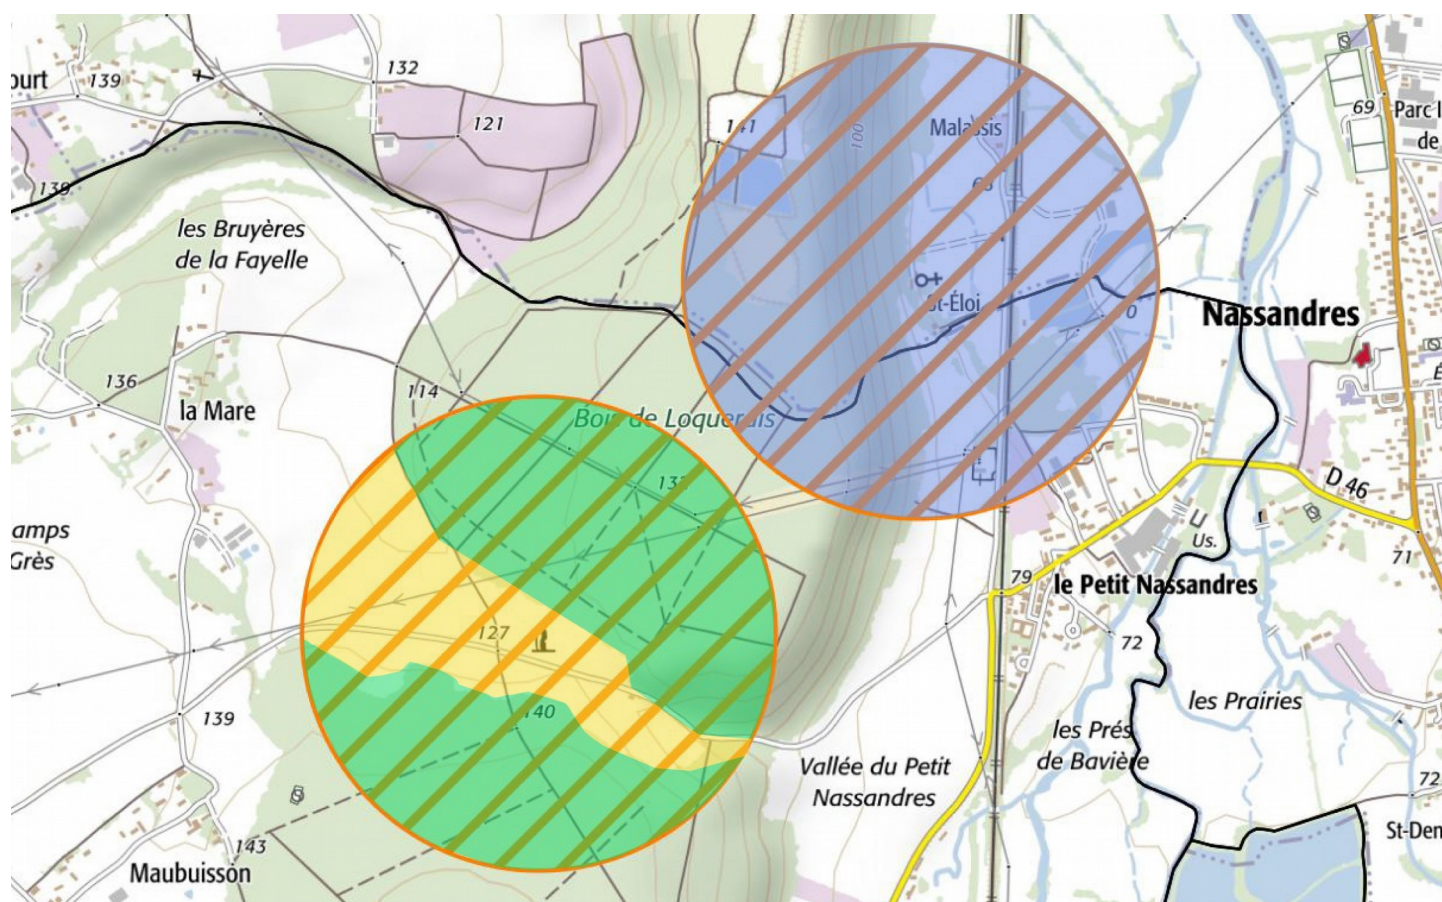 ourt
139
132
121
141
100
Malassis
69
Parc
de
139
les Bruyères
de la Fayelle
St-Éloi
Nassandres
136
la Mare
114
Bois de Loquerais
D 46
amps
Grès
Us.
71
79
le Petit Nassandres
127
72
139
140
les Prairies
les Prés
de Bavière
Vallée du Petit
Nassandres
72
St-Den
143
Maubuisson